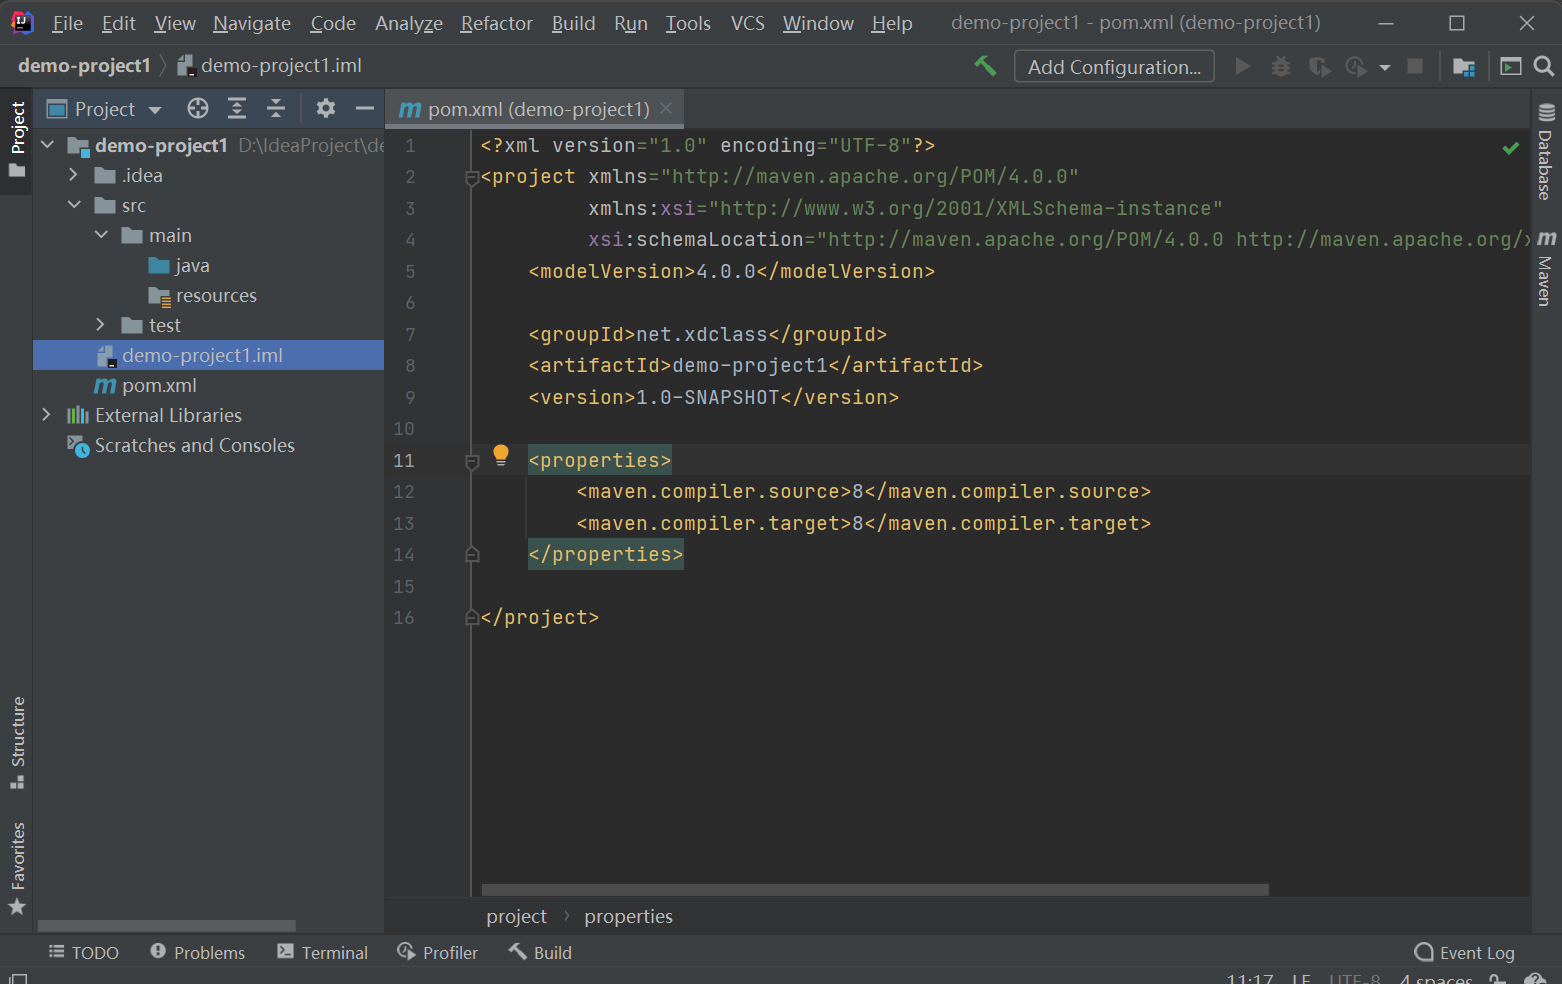 File Edit View Navigate Code Analyze Refactor Build Run Tools VCS Window Help demo-project1 - pom.xml (demo-project1)
demo-project1 demo-project1.iml Add Configuration...
Project
Project
pom.xml (demo-project1)
demo-project1 D:\IdeaProject\de
.idea
src
main
java
resources
test
demo-project1.iml
pom.xml
External Libraries
Scratches and Consoles
1 <?xml version="1.0" encoding="UTF-8"?>
2 <project xmlns="http://maven.apache.org/POM/4.0.0"
3 xmlns:xsi="http://www.w3.org/2001/XMLSchema-instance"
4 xsi:schemaLocation="http://maven.apache.org/POM/4.0.0 http://maven.apache.org/x
5 <modelVersion>4.0.0</modelVersion>
6
7 <groupId>net.xdclass</groupId>
8 <artifactId>demo-project1</artifactId>
9 <version>1.0-SNAPSHOT</version>
10
11 <properties>
12 <maven.compiler.source>8</maven.compiler.source>
13 <maven.compiler.target>8</maven.compiler.target>
14 </properties>
15
16 </project>
Database
Maven
Structure
Favorites
project › properties
TODO Problems Terminal Profiler Build Event Log
11:17 LF UTF-8 4 spaces